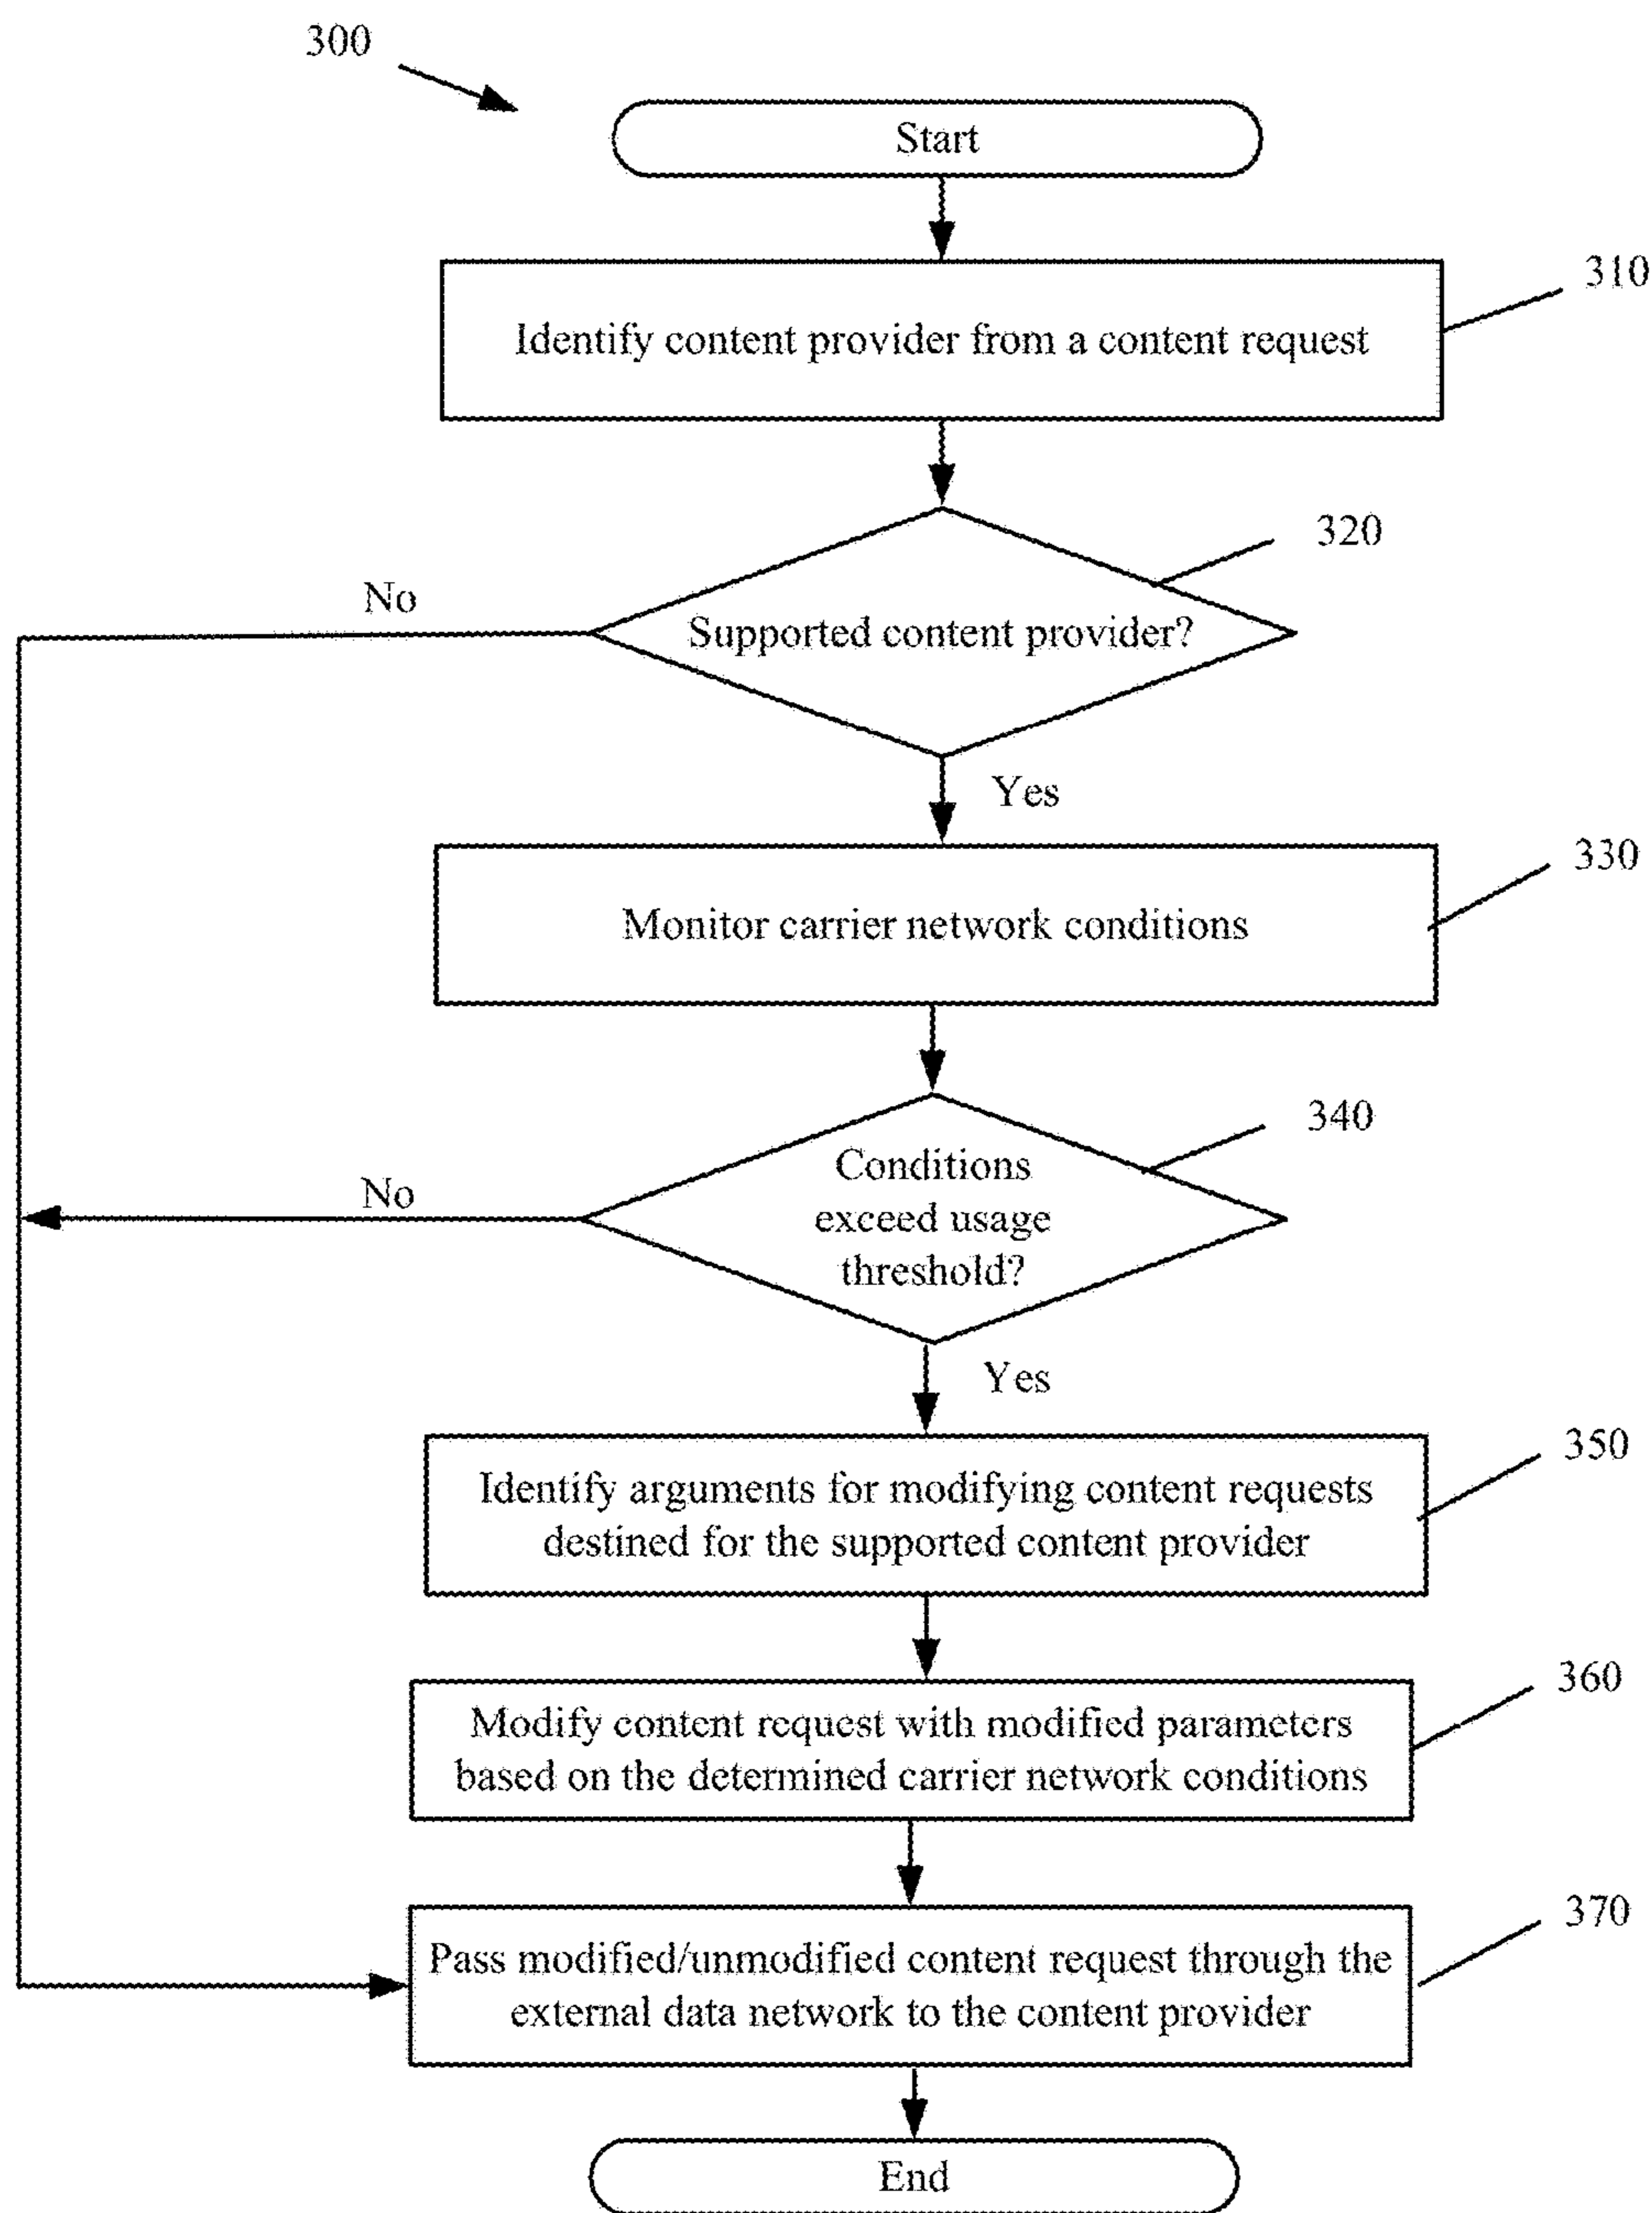 300
Start
310
Identify content provider from a content request
320
No
Supported content provider?
Yes
330
Monitor carrier network conditions
340
No
Conditions
exceed usage
threshold?
Yes
350
Identify arguments for modifying content requests
destined for the supported content provider
360
Modify content request with modified parameters
based on the determined carrier network conditions
370
Pass modified/unmodified content request through the
external data network to the content provider
End